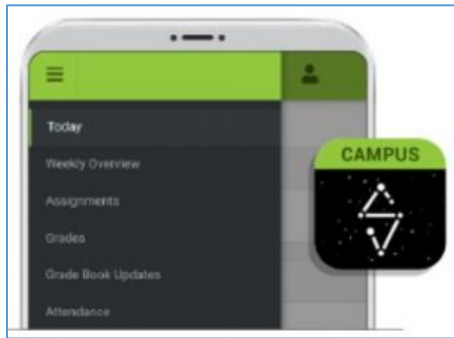 Today
Weekly Overview
CAMPUS
Assignments
Grades
Grade Book Updates
Attendance